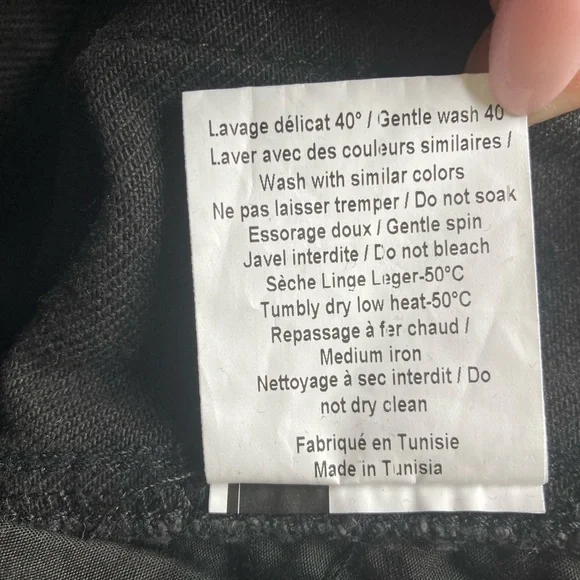 Lavage délicat 40° / Gentle wash 40
Laver avec des couleurs similaires /
Wash with similar colors
Ne pas laisser tremper / Do not soak
Essorage doux / Gentle spin
Javel interdite / Do not bleach
Sèche Linge Leger-50°C
Tumbly dry low heat-50°C
Repassage à fer chaud /
Medium iron
Nettoyage à sec interdit / Do
not dry clean
Fabriqué en Tunisie
Made in Tunisia